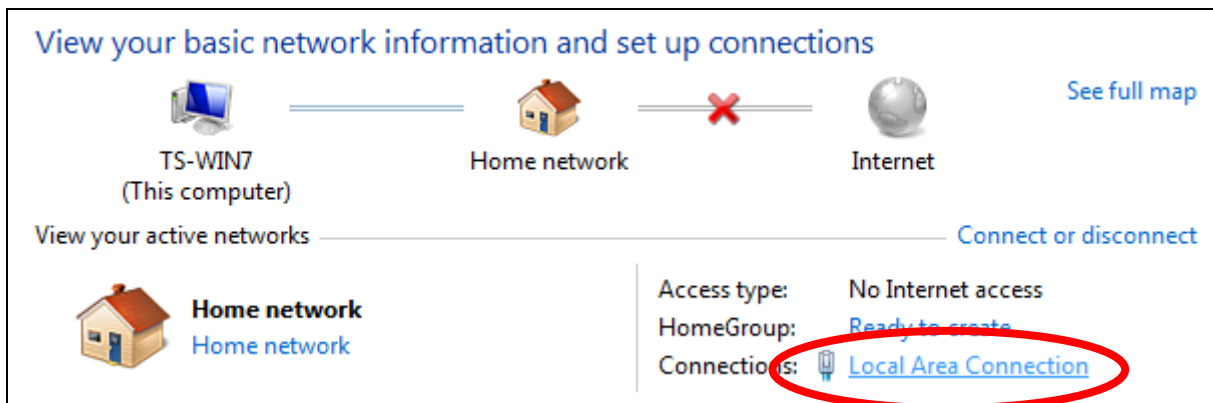 View your basic network information and set up connections
See full map
TS-WIN7 Home network Internet
(This computer)
View your active networks Connect or disconnect
Home network
Home network
Access type: No Internet access
HomeGroup: Ready to create
Connections: Local Area Connection